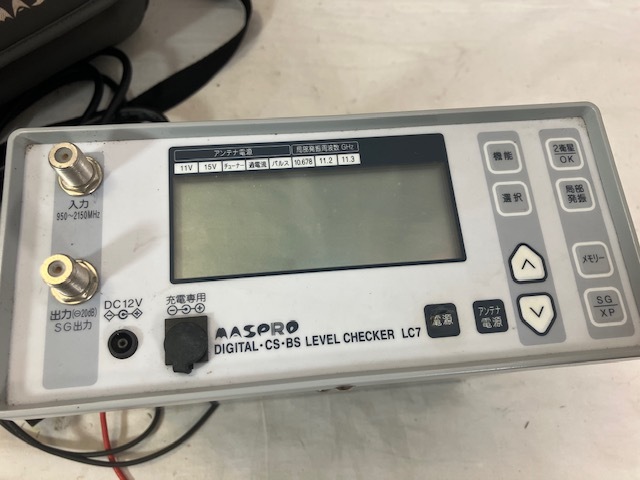 MAS
アンテナ電源 局部発振周波数 GHz
11V 15V チューナー 過電流 パルス 10.678 11.2 11.3
入力
950〜2150MHz
出力(⊖20dB)
SG出力
DC12V
充電専用
MASPRO
DIGITAL・CS・BS LEVEL CHECKER LC7
機能
2衛星
OK
選択
局部
発振
メモリー
SG
XP
電源
アンテナ
電源